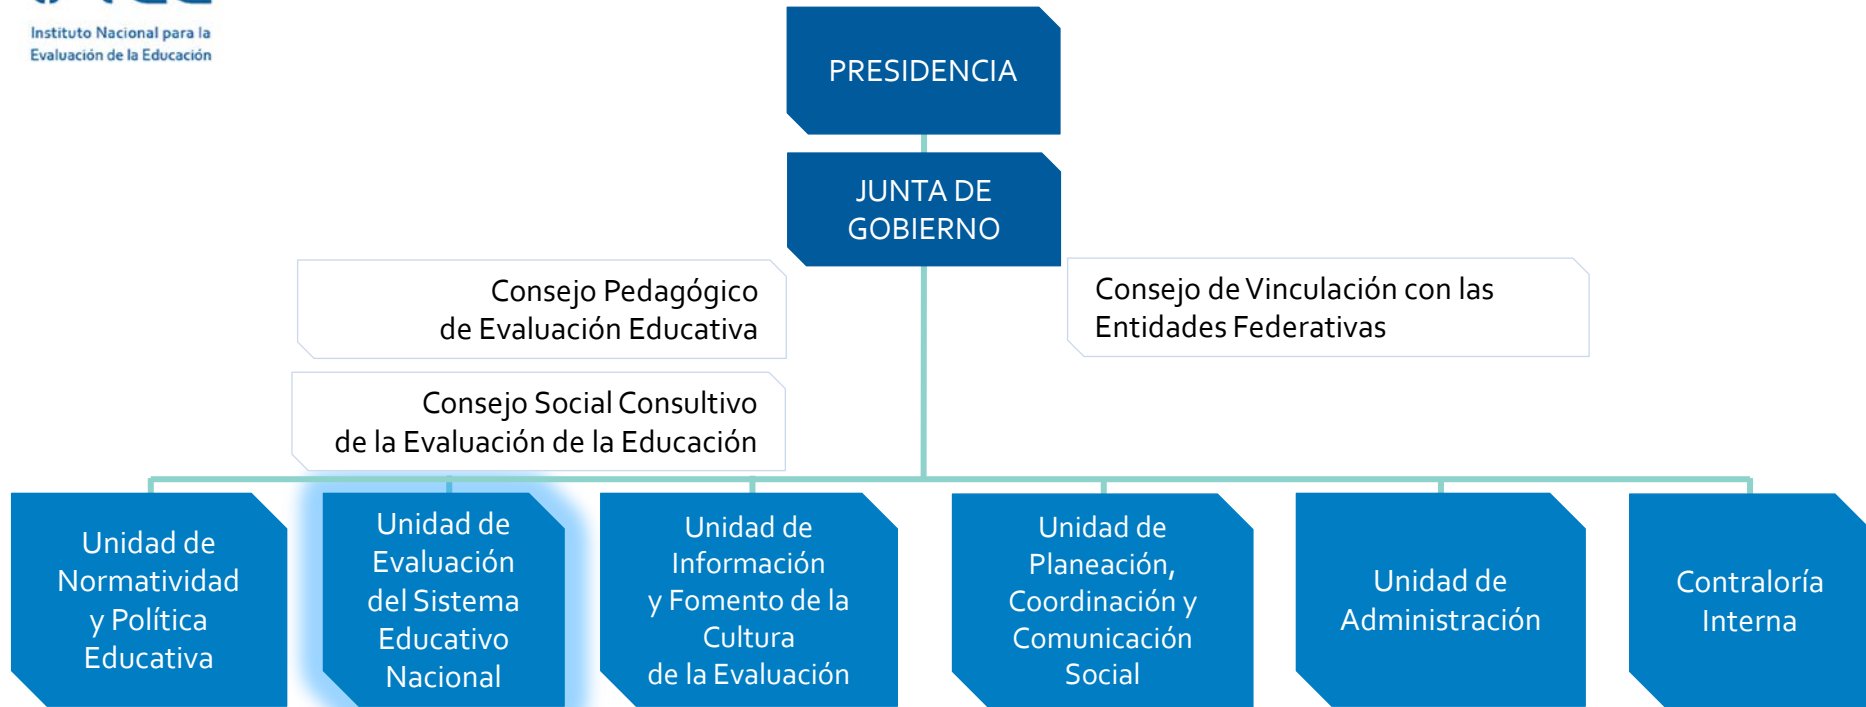 Instituto Nacional para la
Evaluación de la Educación
PRESIDENCIA
JUNTA DE
GOBIERNO
Consejo Pedagógico
de Evaluación Educativa
Consejo de Vinculación con las
Entidades Federativas
Consejo Social Consultivo
de la Evaluación de la Educación
Unidad de
Normatividad
y Política
Educativa
Unidad de
Evaluación
del Sistema
Educativo
Nacional
Unidad de
Información
y Fomento de la
Cultura
de la Evaluación
Unidad de
Planeación,
Coordinación y
Comunicación
Social
Unidad de
Administración
Contraloría
Interna